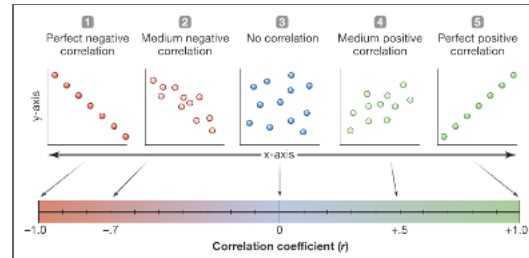 1 2 3 4 5
Perfect negative correlation
Medium negative correlation
No correlation
Medium positive correlation
Perfect positive correlation
y-axis
x-axis
-1.0 -.7 0 +.5 +1.0
Correlation coefficient (r)